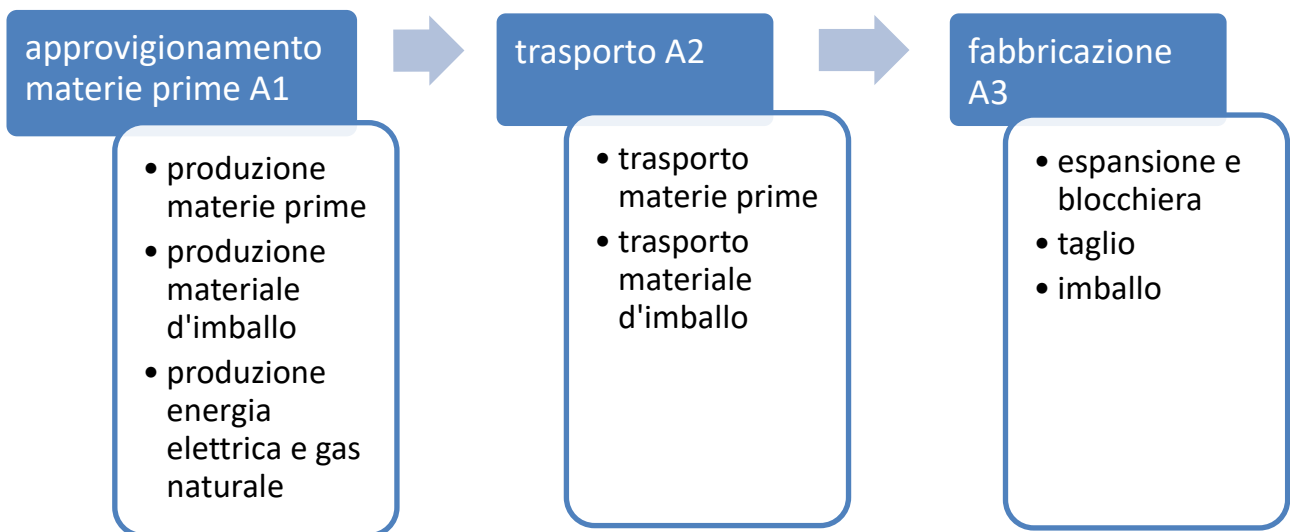 approvigionamento
materie prime A1
• produzione
materie prime
• produzione
materiale
d'imballo
• produzione
energia
elettrica e gas
naturale
trasporto A2
• trasporto
materie prime
• trasporto
materiale
d'imballo
fabbricazione
A3
• espansione e
blocchiera
• taglio
• imballo